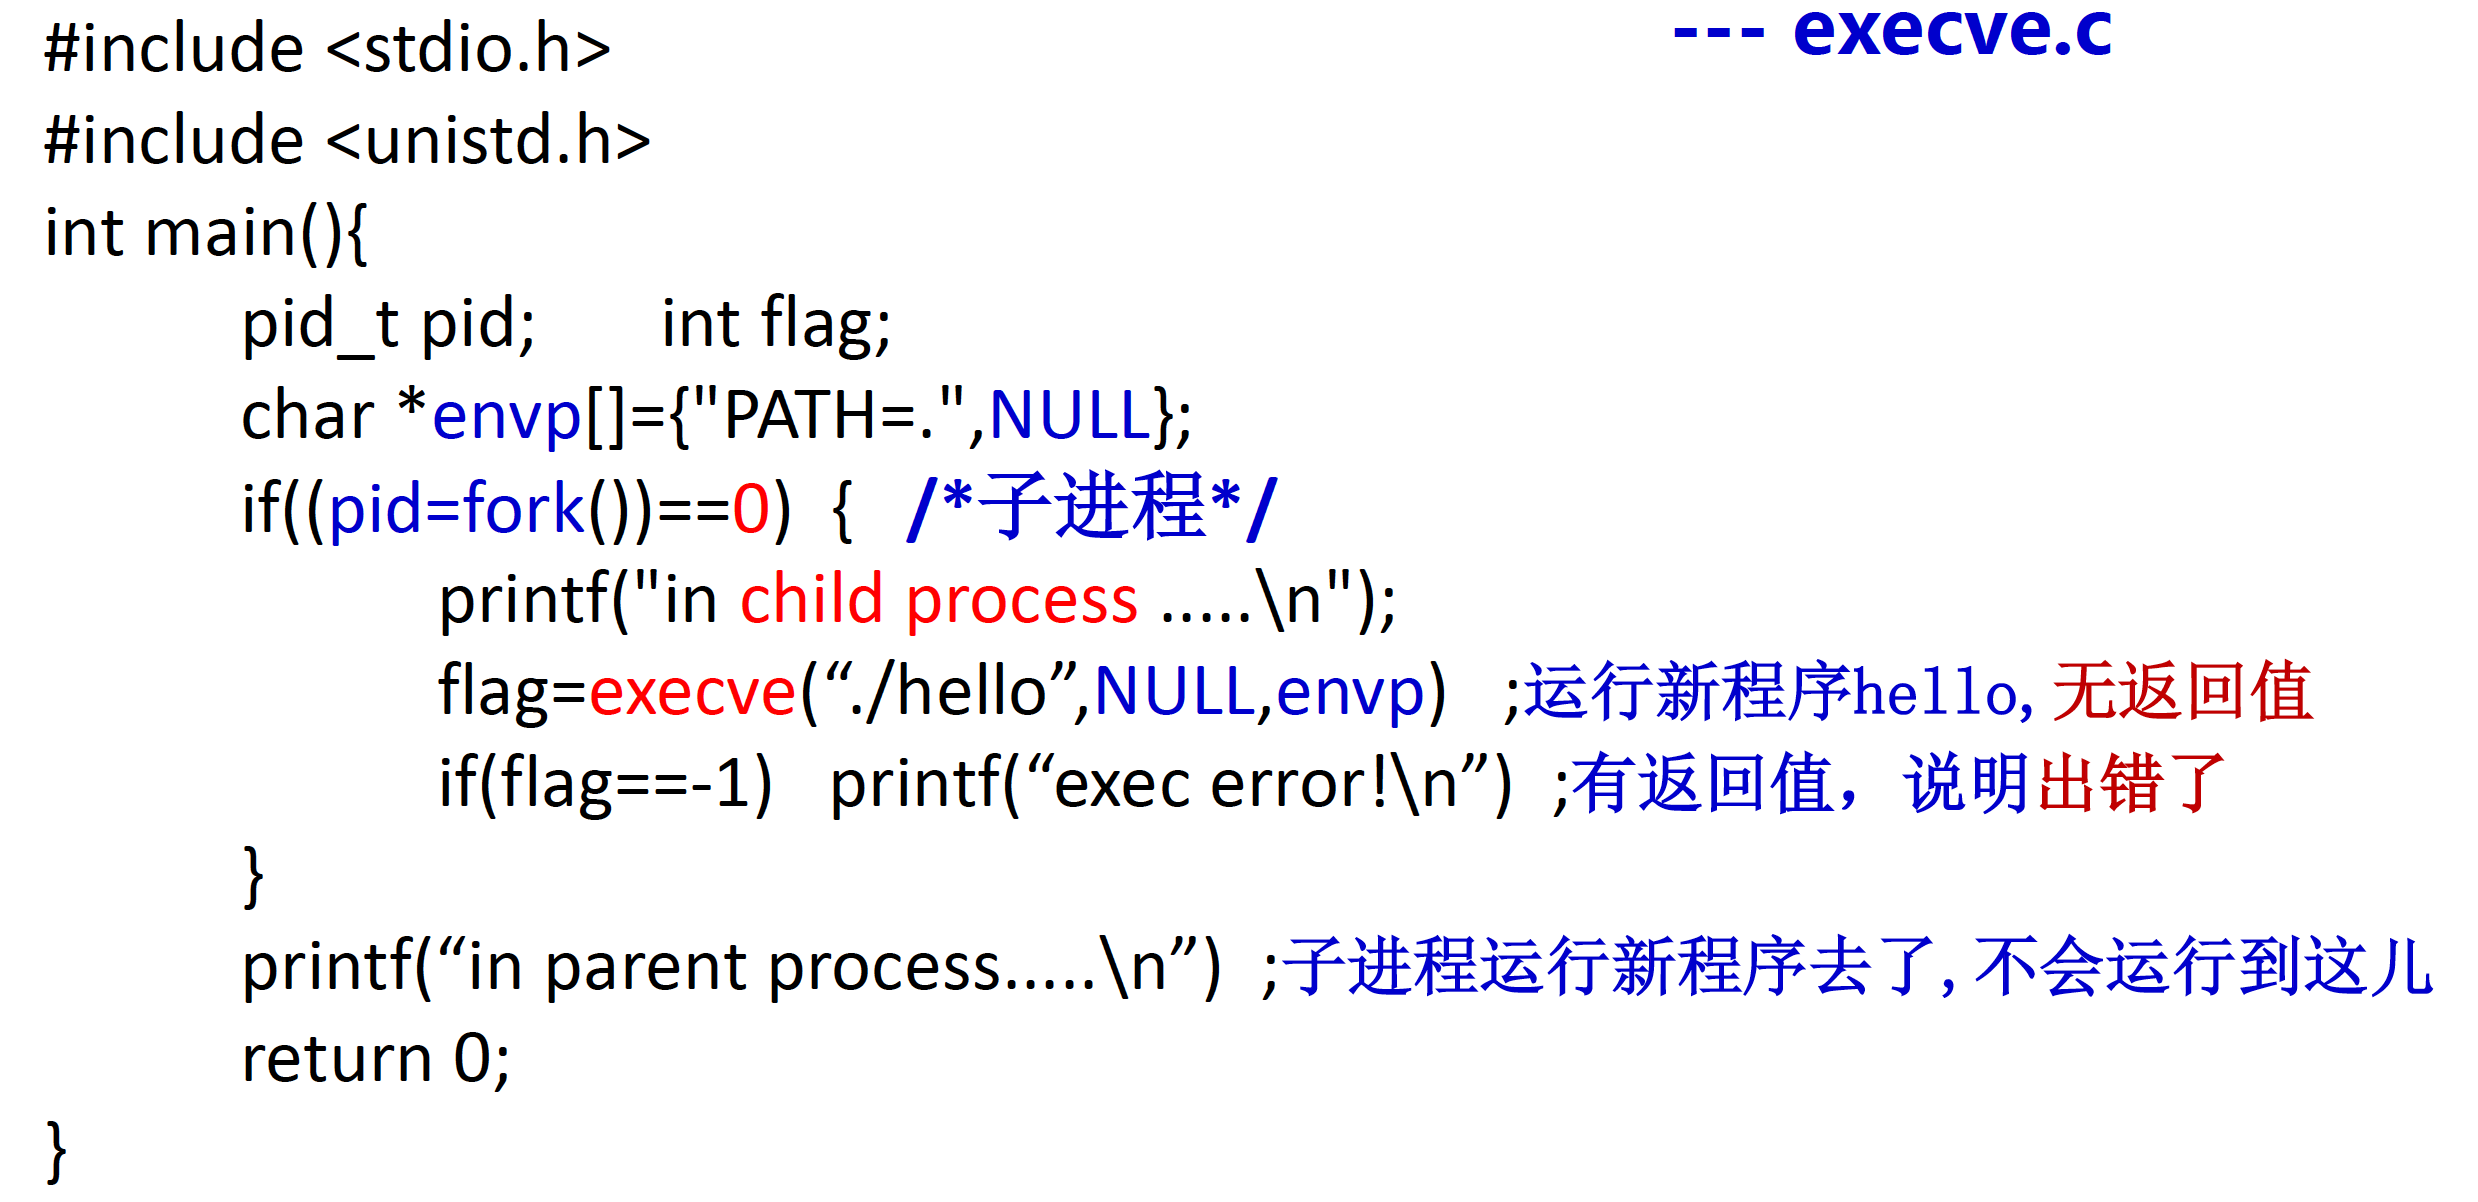 #include <stdio.h>
--- execve.c
#include <unistd.h>
int main(){
pid_t pid; int flag;
char *envp[]={"PATH=.",NULL};
if((pid=fork())==0) { /*子进程*/
printf("in child process .....\n");
flag=execve(“./hello”,NULL,envp) ;运行新程序hello,无返回值
if(flag==-1) printf(“exec error!\n”) ;有返回值，说明出错了
}
printf(“in parent process.....\n”) ;子进程运行新程序去了,不会运行到这儿
return 0;
}